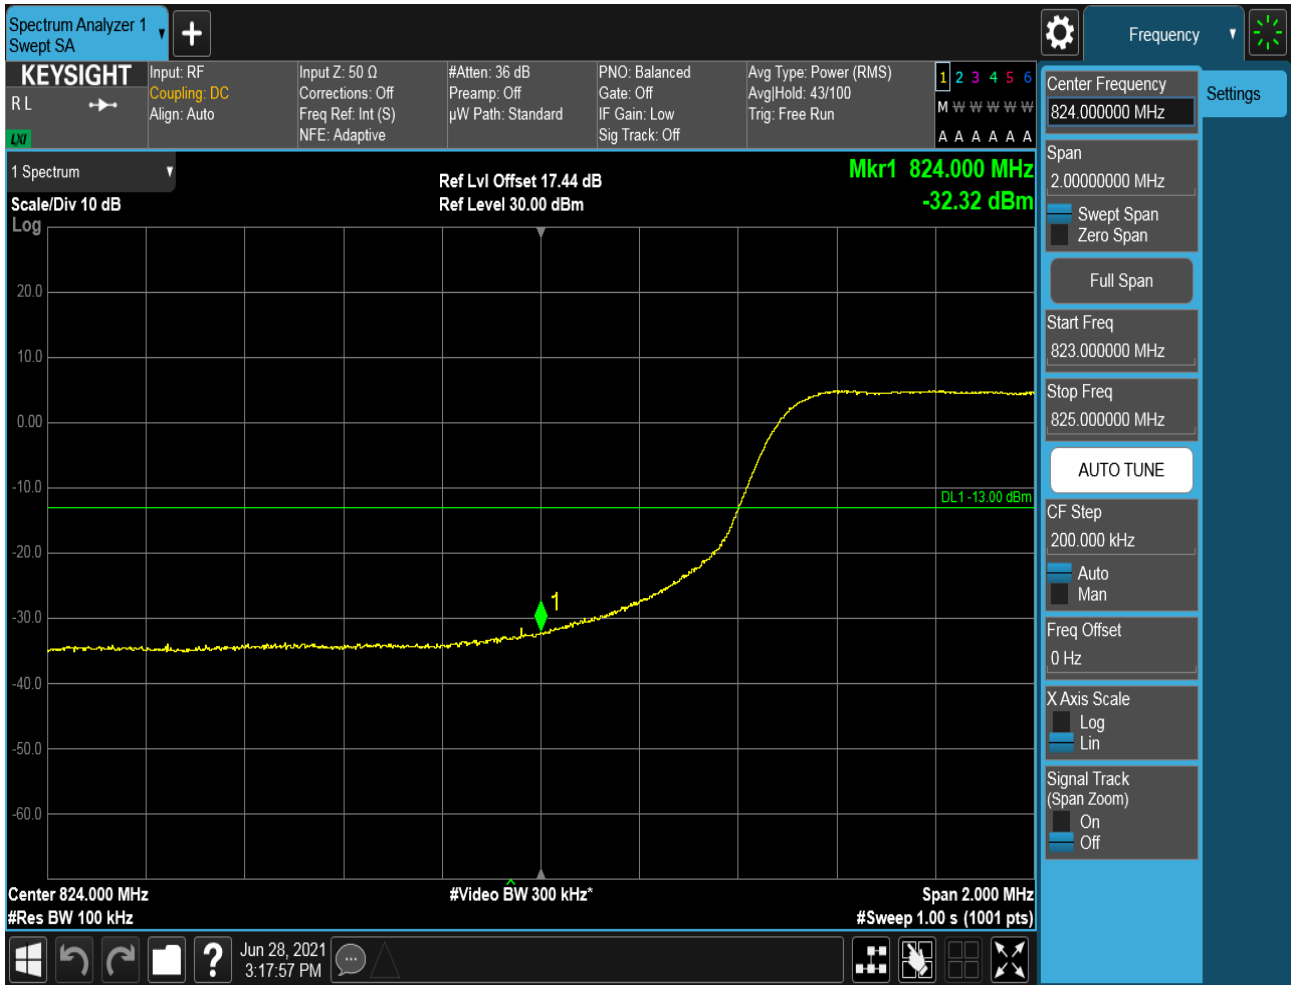 Spectrum Analyzer 1
Swept SA
Frequency
KEYSIGHT
R L
LXI
Input: RF
Coupling: DC
Align: Auto
Input Z: 50 Ω
Corrections: Off
Freq Ref: Int (S)
NFE: Adaptive
#Atten: 36 dB
Preamp: Off
µW Path: Standard
PNO: Balanced
Gate: Off
IF Gain: Low
Sig Track: Off
Avg Type: Power (RMS)
Avg|Hold: 43/100
Trig: Free Run
1 2 3 4 5 6
M W W W W W
A A A A A A
1 Spectrum
Scale/Div 10 dB
Log
Ref Lvl Offset 17.44 dB
Ref Level 30.00 dBm
Mkr1 824.000 MHz
-32.32 dBm
20.0
10.0
0.00
-10.0
-20.0
-30.0
-40.0
-50.0
-60.0
DL1 -13.00 dBm
1
Center 824.000 MHz
#Res BW 100 kHz
#Video BW 300 kHz*
Span 2.000 MHz
#Sweep 1.00 s (1001 pts)
Jun 28, 2021
3:17:57 PM
?
Center Frequency
824.000000 MHz
Settings
Span
2.00000000 MHz
Swept Span
Zero Span
Full Span
Start Freq
823.000000 MHz
Stop Freq
825.000000 MHz
AUTO TUNE
CF Step
200.000 kHz
Auto
Man
Freq Offset
0 Hz
X Axis Scale
Log
Lin
Signal Track
(Span Zoom)
On
Off